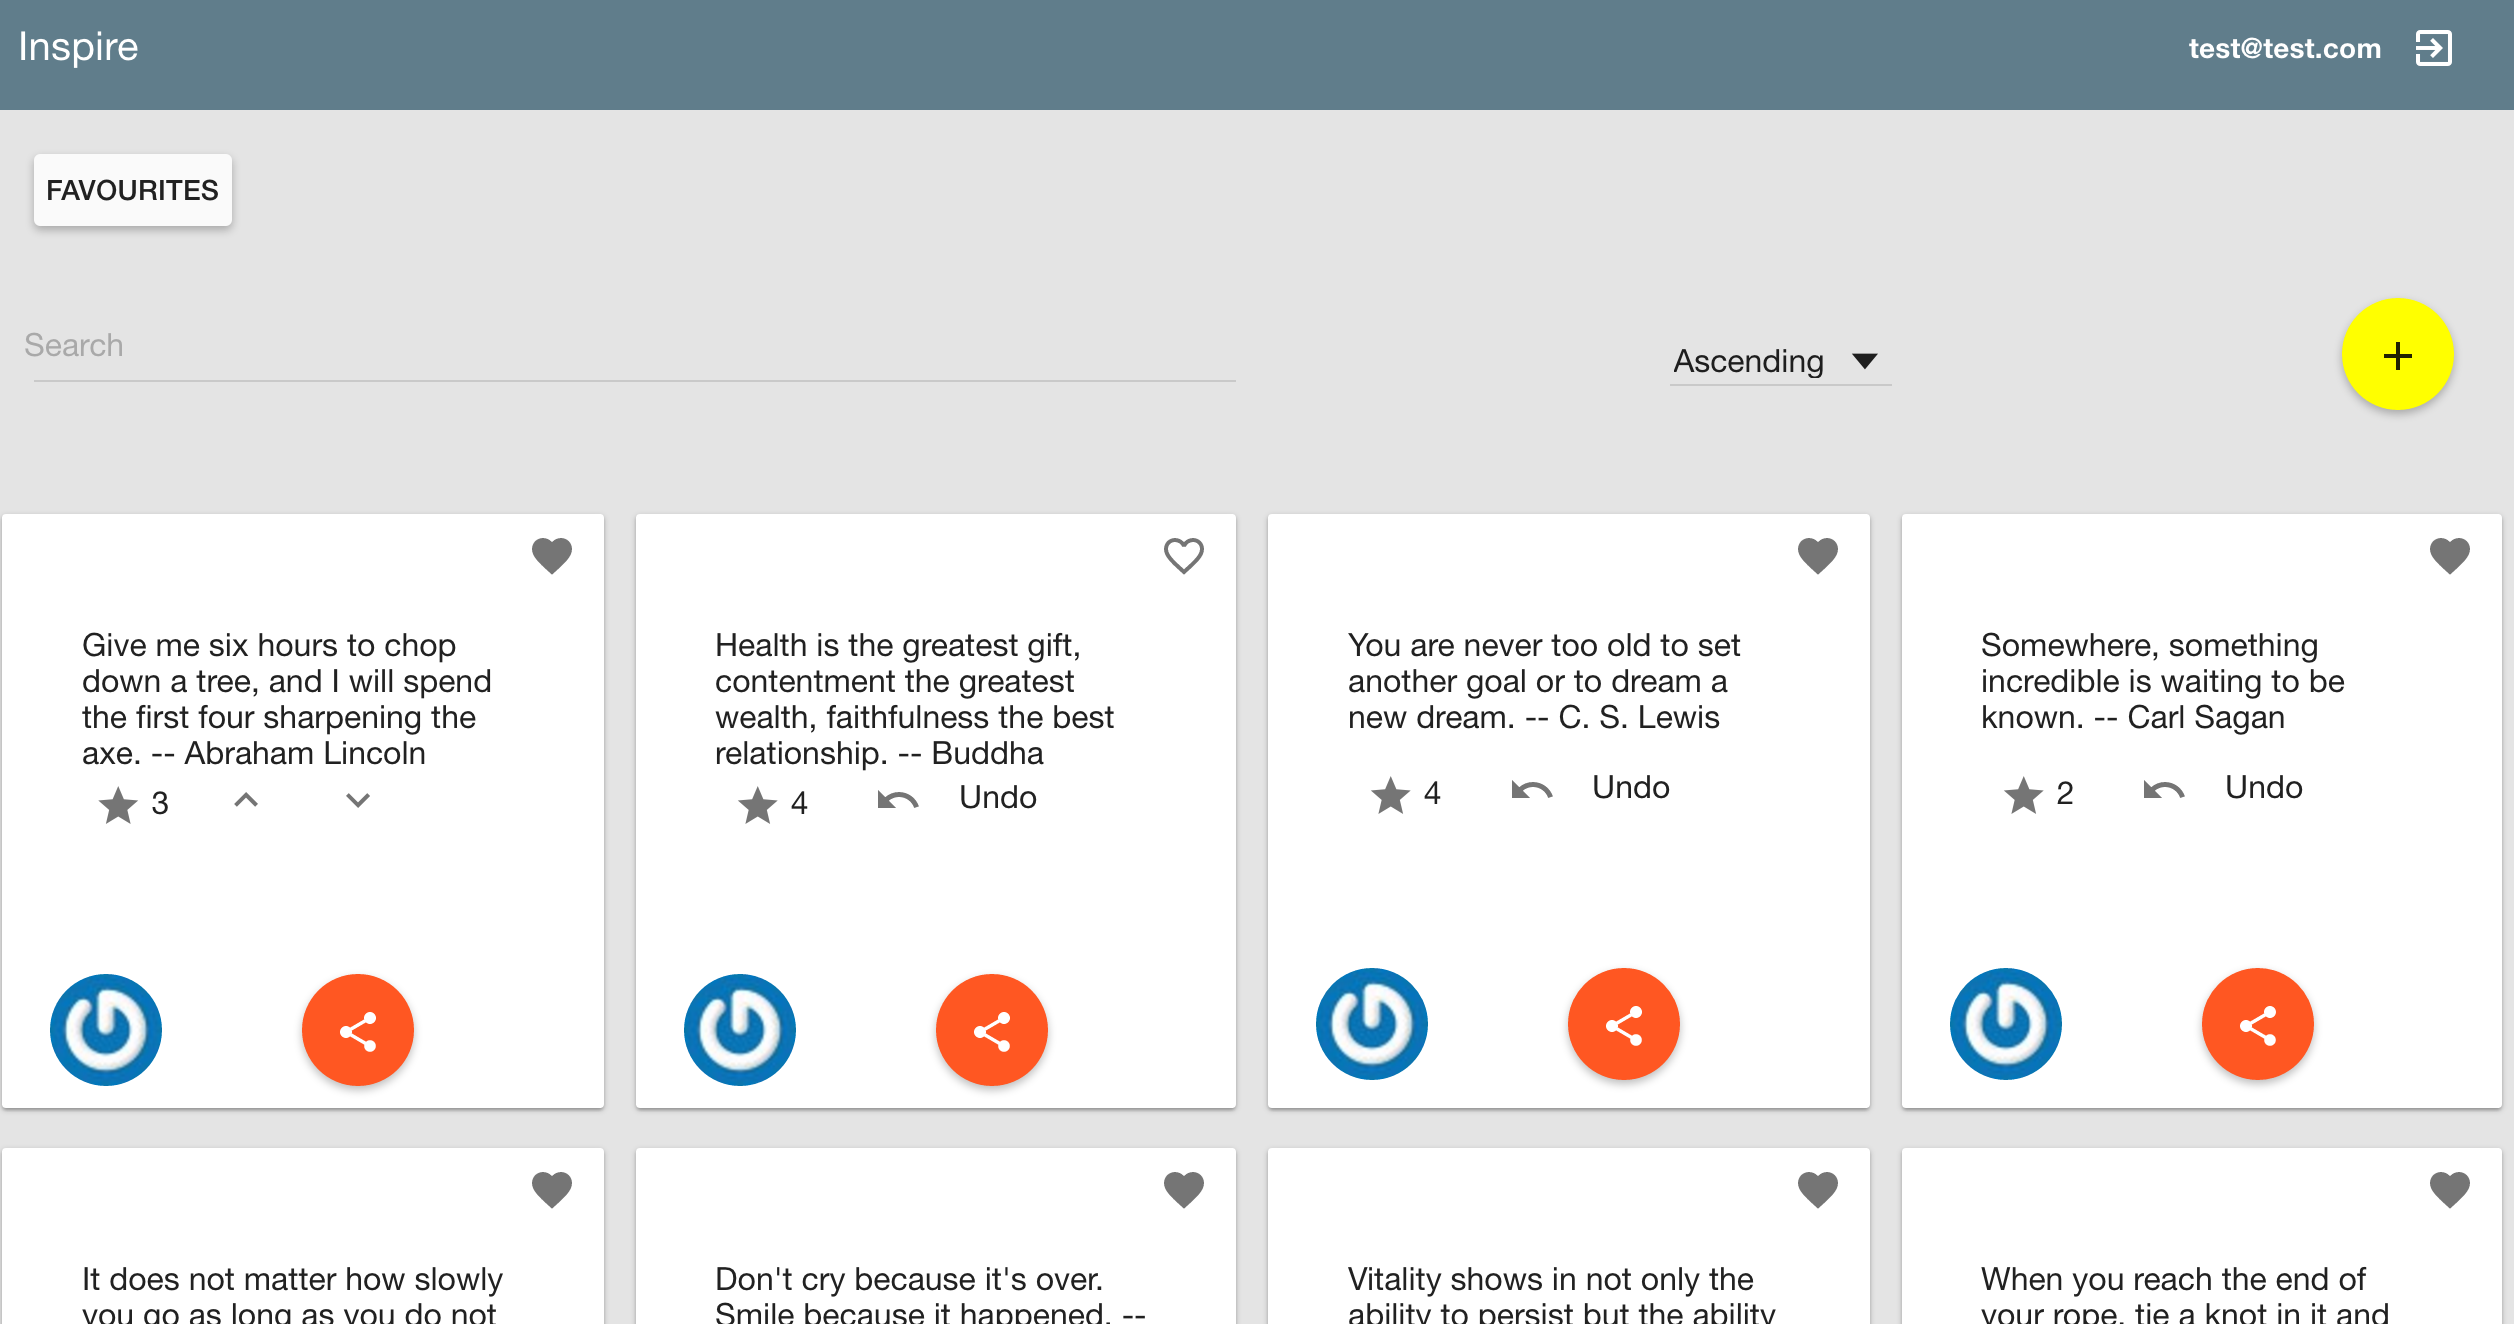 Inspire
test@test.com
FAVOURITES
Search
Ascending
Give me six hours to chop
down a tree, and I will spend
the first four sharpening the
axe. -- Abraham Lincoln
3
Health is the greatest gift,
contentment the greatest
wealth, faithfulness the best
relationship. -- Buddha
4
Undo
You are never too old to set
another goal or to dream a
new dream. -- C. S. Lewis
4
Undo
Somewhere, something
incredible is waiting to be
known. -- Carl Sagan
2
Undo
It does not matter how slowly
you go as long as you do not
Don't cry because it's over.
Smile because it happened. --
Vitality shows in not only the
ability to persist but the ability
When you reach the end of
your rope, tie a knot in it and